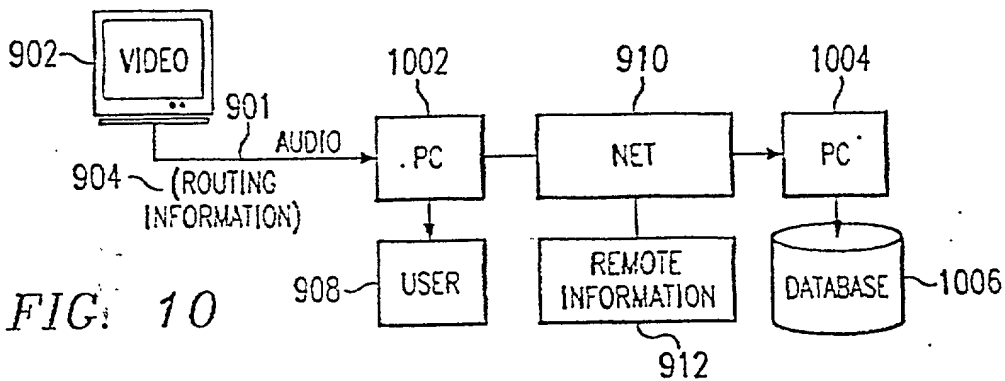 902
VIDEO
901
AUDIO
904
(ROUTING
INFORMATION)
1002
PC
910
NET
1004
PC
908
USER
REMOTE
INFORMATION
912
DATABASE
1006
FIG. 10